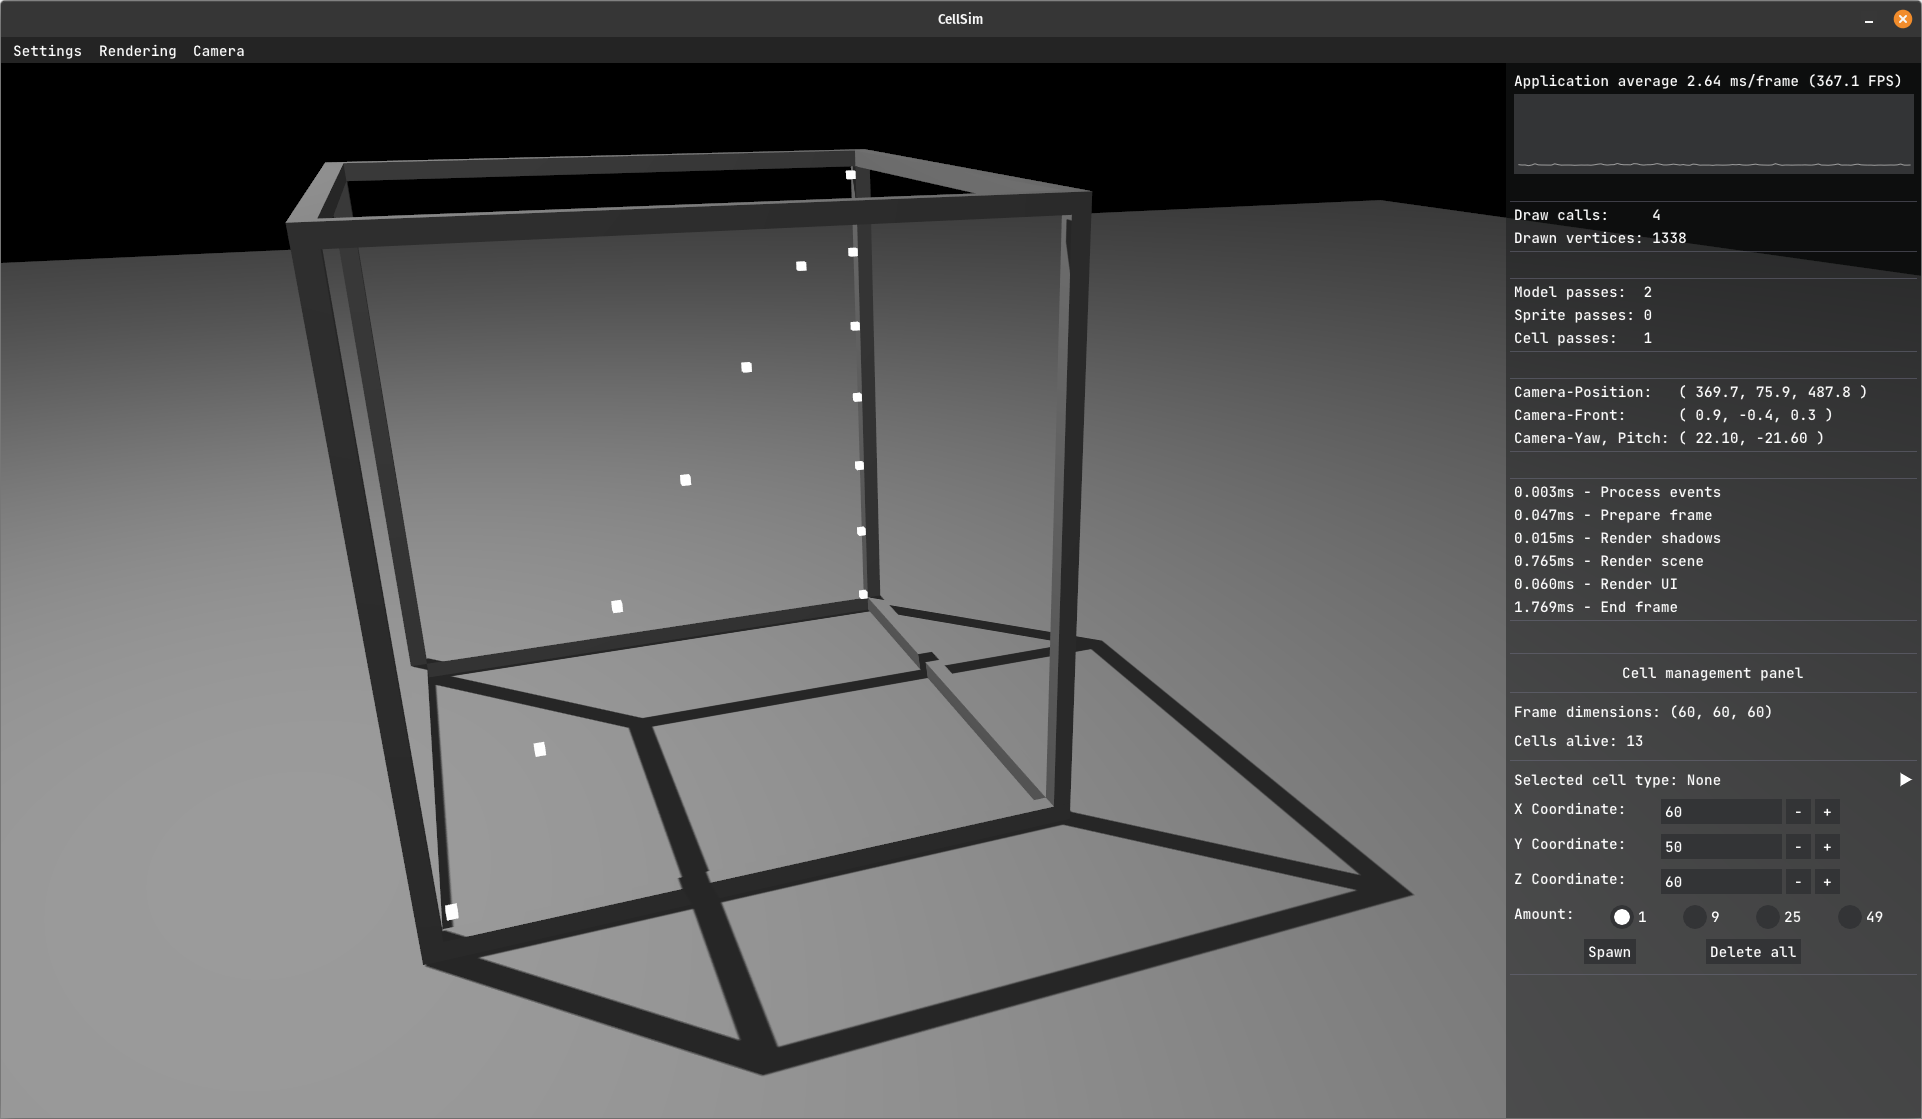 CellSim
Settings Rendering Camera
Application average 2.64 ms/frame (367.1 FPS)
Draw calls: 4
Drawn vertices: 1338
Model passes: 2
Sprite passes: 0
Cell passes: 1
Camera-Position: ( 369.7, 75.9, 487.8 )
Camera-Front: ( 0.9, -0.4, 0.3 )
Camera-Yaw, Pitch: ( 22.10, -21.60 )
0.003ms - Process events
0.047ms - Prepare frame
0.015ms - Render shadows
0.765ms - Render scene
0.060ms - Render UI
1.769ms - End frame
Cell management panel
Frame dimensions: (60, 60, 60)
Cells alive: 13
Selected cell type: None
X Coordinate: 60 - +
Y Coordinate: 50 - +
Z Coordinate: 60 - +
Amount: 1 9 25 49
Spawn Delete all